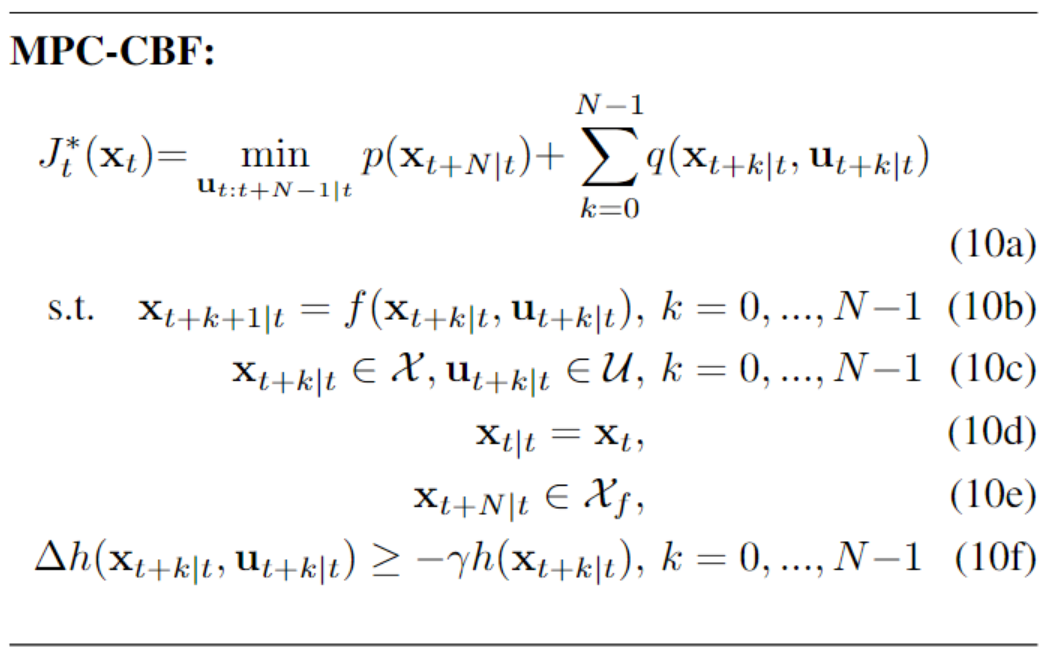 MPC-CBF:
J_t^*(𝐱_t)= min_{𝐮_{t:t+N−1|t}} p(𝐱_{t+N|t})+ ∑_{k=0}^{N−1} q(𝐱_{t+k|t}, 𝐮_{t+k|t})
(10a)
s.t. 𝐱_{t+k+1|t} = f(𝐱_{t+k|t}, 𝐮_{t+k|t}), k = 0, ..., N−1 (10b)
𝐱_{t+k|t} ∈ 𝒳, 𝐮_{t+k|t} ∈ 𝒰, k = 0, ..., N−1 (10c)
𝐱_{t|t} = 𝐱_t, (10d)
𝐱_{t+N|t} ∈ 𝒳_f, (10e)
Δh(𝐱_{t+k|t}, 𝐮_{t+k|t}) ≥ −γh(𝐱_{t+k|t}), k = 0, ..., N−1 (10f)